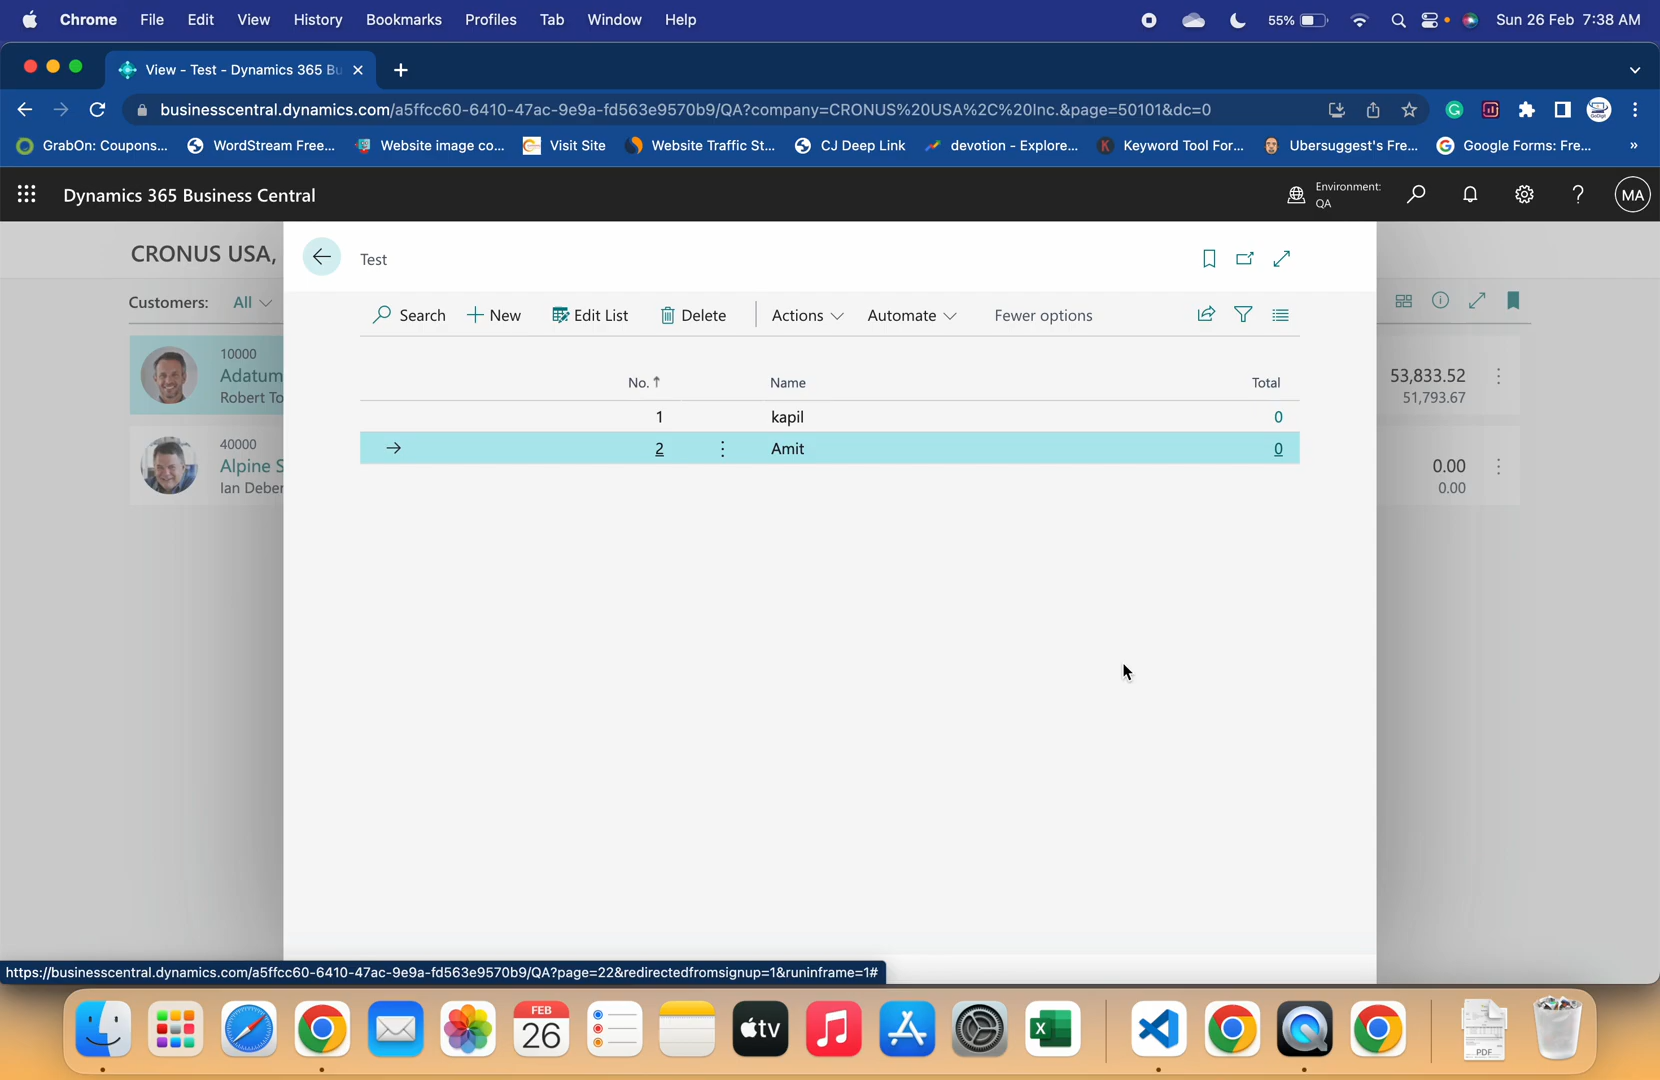 Chrome File Edit View History Bookmarks Profiles Tab Window Help 55% Sun 26 Feb 7:38 AM
View - Test - Dynamics 365 Bu
businesscentral.dynamics.com/a5ffcc60-6410-47ac-9e9a-fd563e9570b9/QA?company=CRONUS%20USA%2C%20Inc.&page=50101&dc=0
GrabOn: Coupons... WordStream Free... Website image co... Visit Site Website Traffic St... CJ Deep Link devotion - Explore... Keyword Tool For... Ubersuggest's Fre... Google Forms: Fre... »
Dynamics 365 Business Central Environment: QA ? MA
CRONUS USA,
Test
Customers: All
Search New Edit List Delete Actions Automate Fewer options
No. ↑ Name Total
1 kapil 0
2 Amit 0
10000
Adatum
Robert To
53,833.52
51,793.67
40000
Alpine S
Ian Deber
0.00
0.00
https://businesscentral.dynamics.com/a5ffcc60-6410-47ac-9e9a-fd563e9570b9/QA?page=22&redirectedfromsignup=1&runinframe=1#
FEB
26
tv
X
PDF